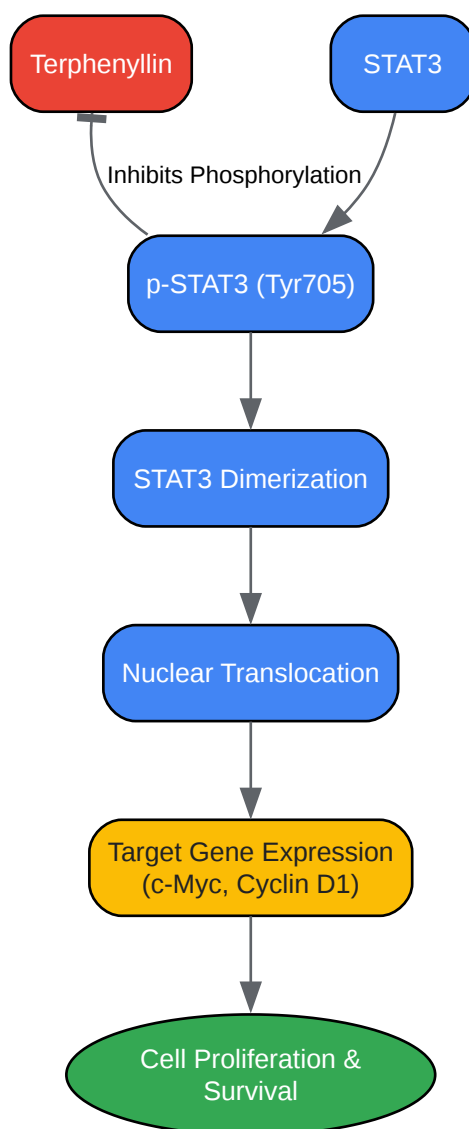 Terphenyllin
STAT3
Inhibits Phosphorylation
p-STAT3 (Tyr705)
STAT3 Dimerization
Nuclear Translocation
Target Gene Expression
(c-Myc, Cyclin D1)
Cell Proliferation &
Survival